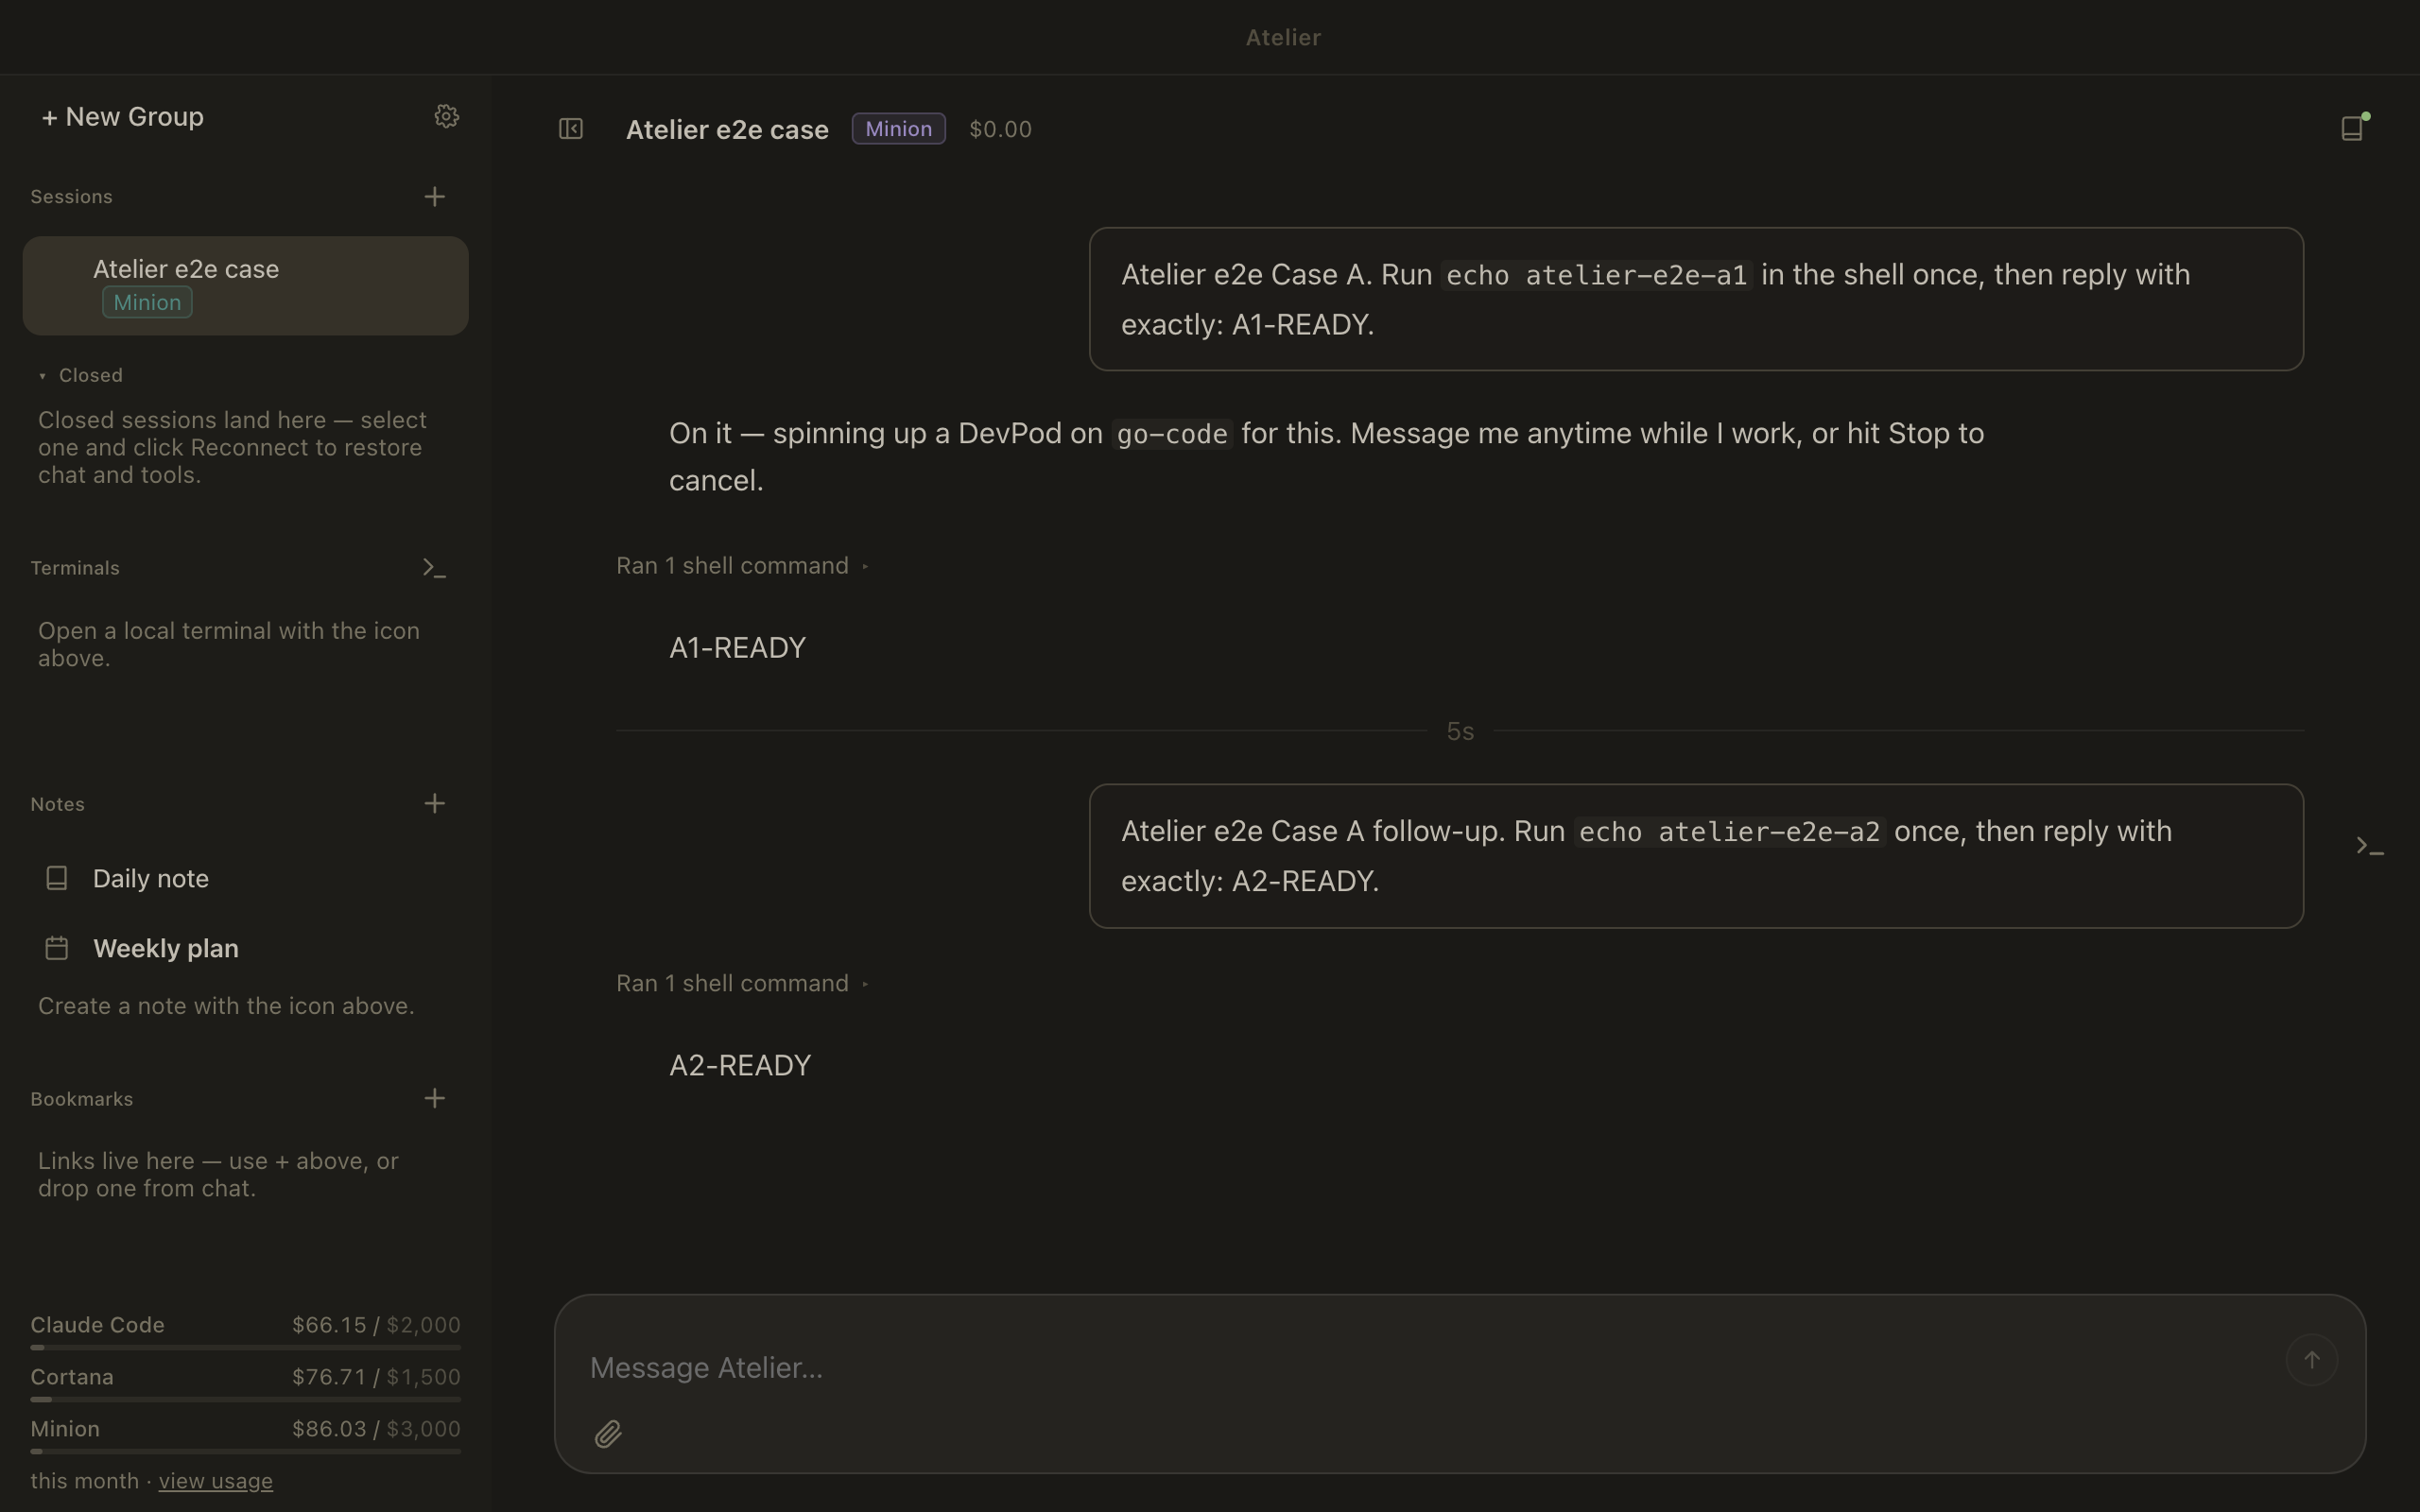 Atelier
+ New Group
Sessions
Atelier e2e case
Minion
Closed
Closed sessions land here — select
one and click Reconnect to restore
chat and tools.
Terminals
Open a local terminal with the icon
above.
Notes
Daily note
Weekly plan
Create a note with the icon above.
Bookmarks
Links live here — use + above, or
drop one from chat.
Claude Code $66.15 / $2,000
Cortana $76.71 / $1,500
Minion $86.03 / $3,000
this month · view usage
Atelier e2e case Minion $0.00
Atelier e2e Case A. Run echo atelier-e2e-a1 in the shell once, then reply with
exactly: A1-READY.
On it — spinning up a DevPod on go-code for this. Message me anytime while I work, or hit Stop to
cancel.
Ran 1 shell command
A1-READY
5s
Atelier e2e Case A follow-up. Run echo atelier-e2e-a2 once, then reply with
exactly: A2-READY.
Ran 1 shell command
A2-READY
Message Atelier...